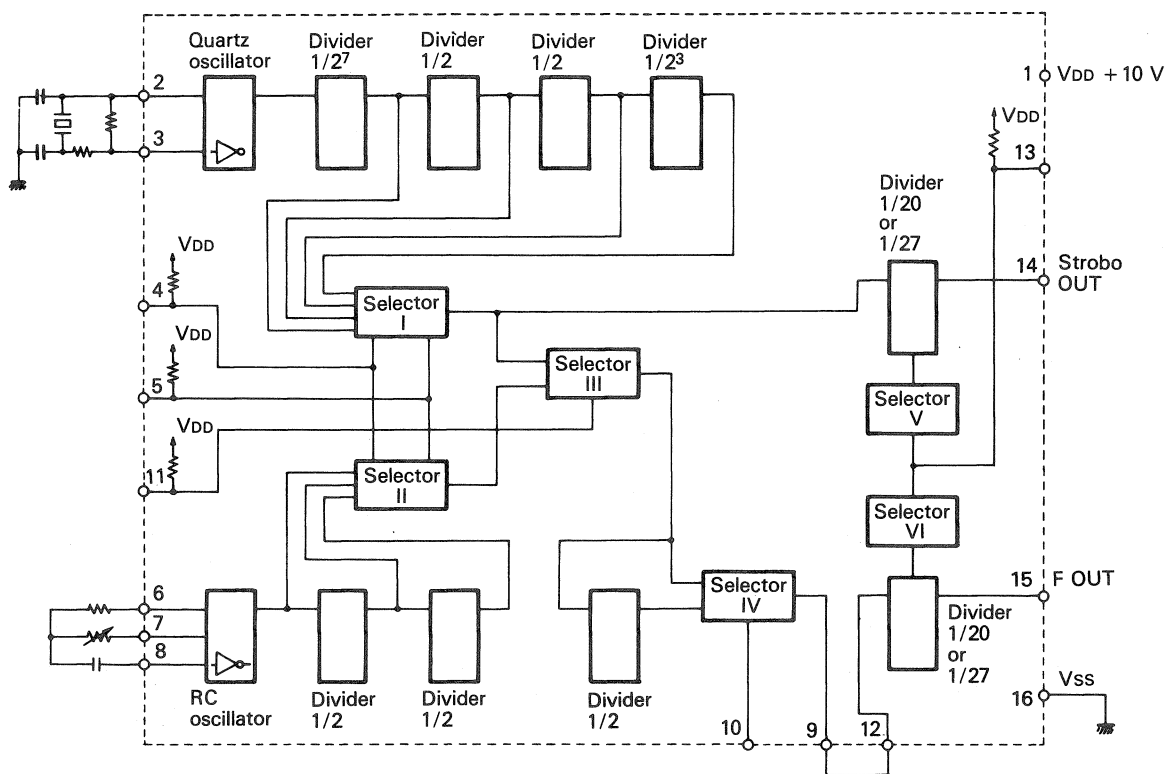 Quartz
oscillator
Divider
1/2⁷
Divider
1/2
Divider
1/2
Divider
1/2³
1
VDD +10 V
2
3
VDD
13
Divider
1/20
or
1/27
VDD
4
14
Strobo
OUT
Selector
I
VDD
5
Selector
III
Selector
V
VDD
11
Selector
II
Selector
VI
6
7
8
Selector
IV
15
F OUT
Divider
1/20
or
1/27
RC
oscillator
Divider
1/2
Divider
1/2
Divider
1/2
Vss
16
10
9
12